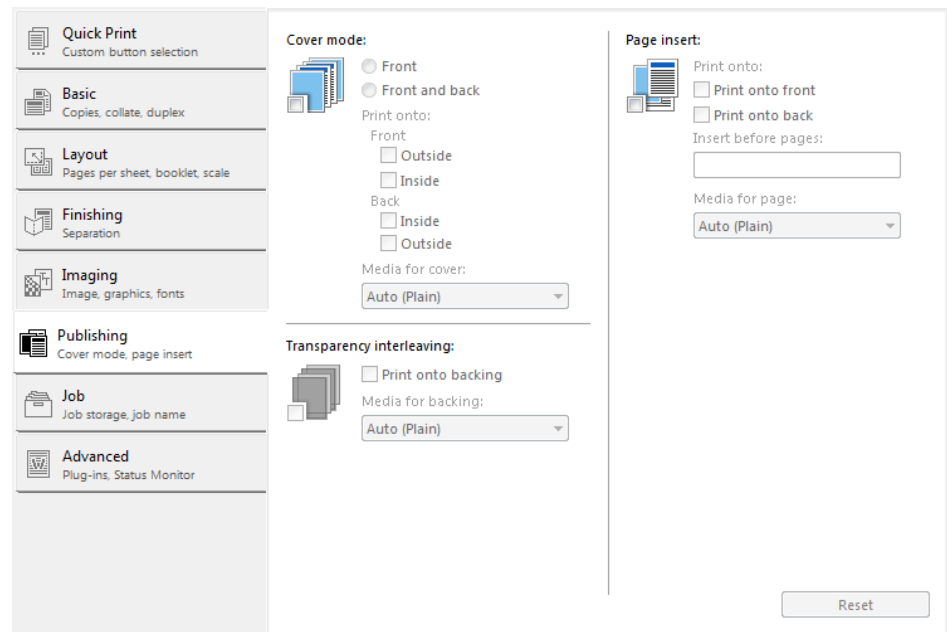 Quick Print
Custom button selection
Basic
Copies, collate, duplex
Layout
Pages per sheet, booklet, scale
Finishing
Separation
Imaging
Image, graphics, fonts
Publishing
Cover mode, page insert
Job
Job storage, job name
Advanced
Plug-ins, Status Monitor
Cover mode:
Front
Front and back
Print onto:
Front
Outside
Inside
Back
Inside
Outside
Media for cover:
Auto (Plain)
Transparency interleaving:
Print onto backing
Media for backing:
Auto (Plain)
Page insert:
Print onto:
Print onto front
Print onto back
Insert before pages:
Media for page:
Auto (Plain)
Reset